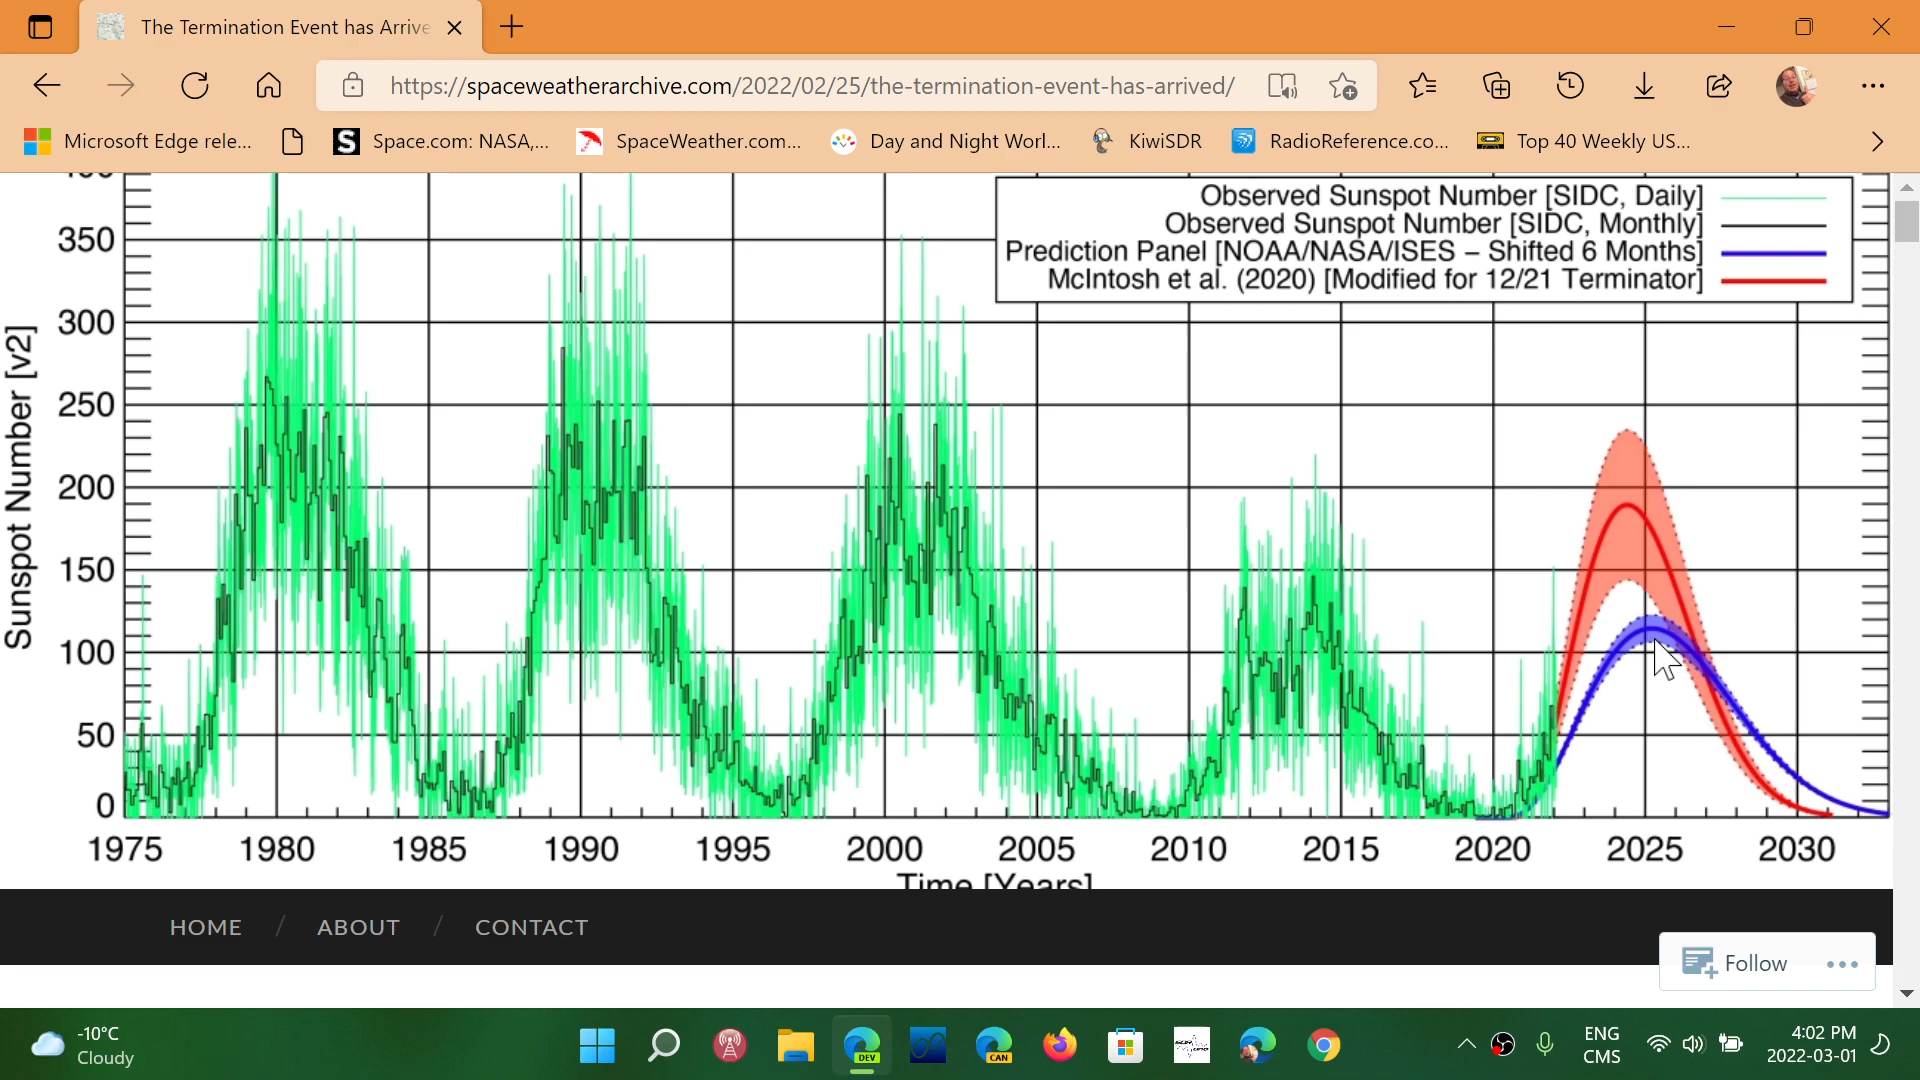 The Termination Event has Arrive
https://spaceweatherarchive.com/2022/02/25/the-termination-event-has-arrived/
Microsoft Edge rele... Space.com: NASA,... SpaceWeather.com... Day and Night Worl... KiwiSDR RadioReference.co... Top 40 Weekly US...
Observed Sunspot Number [SIDC, Daily]
Observed Sunspot Number [SIDC, Monthly]
Prediction Panel [NOAA/NASA/ISES – Shifted 6 Months]
McIntosh et al. (2020) [Modified for 12/21 Terminator]
Sunspot Number [v2]
350
300
250
200
150
100
50
0
1975 1980 1985 1990 1995 2000 2005 2010 2015 2020 2025 2030
Time [Years]
HOME / ABOUT / CONTACT
Follow
-10°C
Cloudy
DEV
CAN
ENG
CMS
4:02 PM
2022-03-01